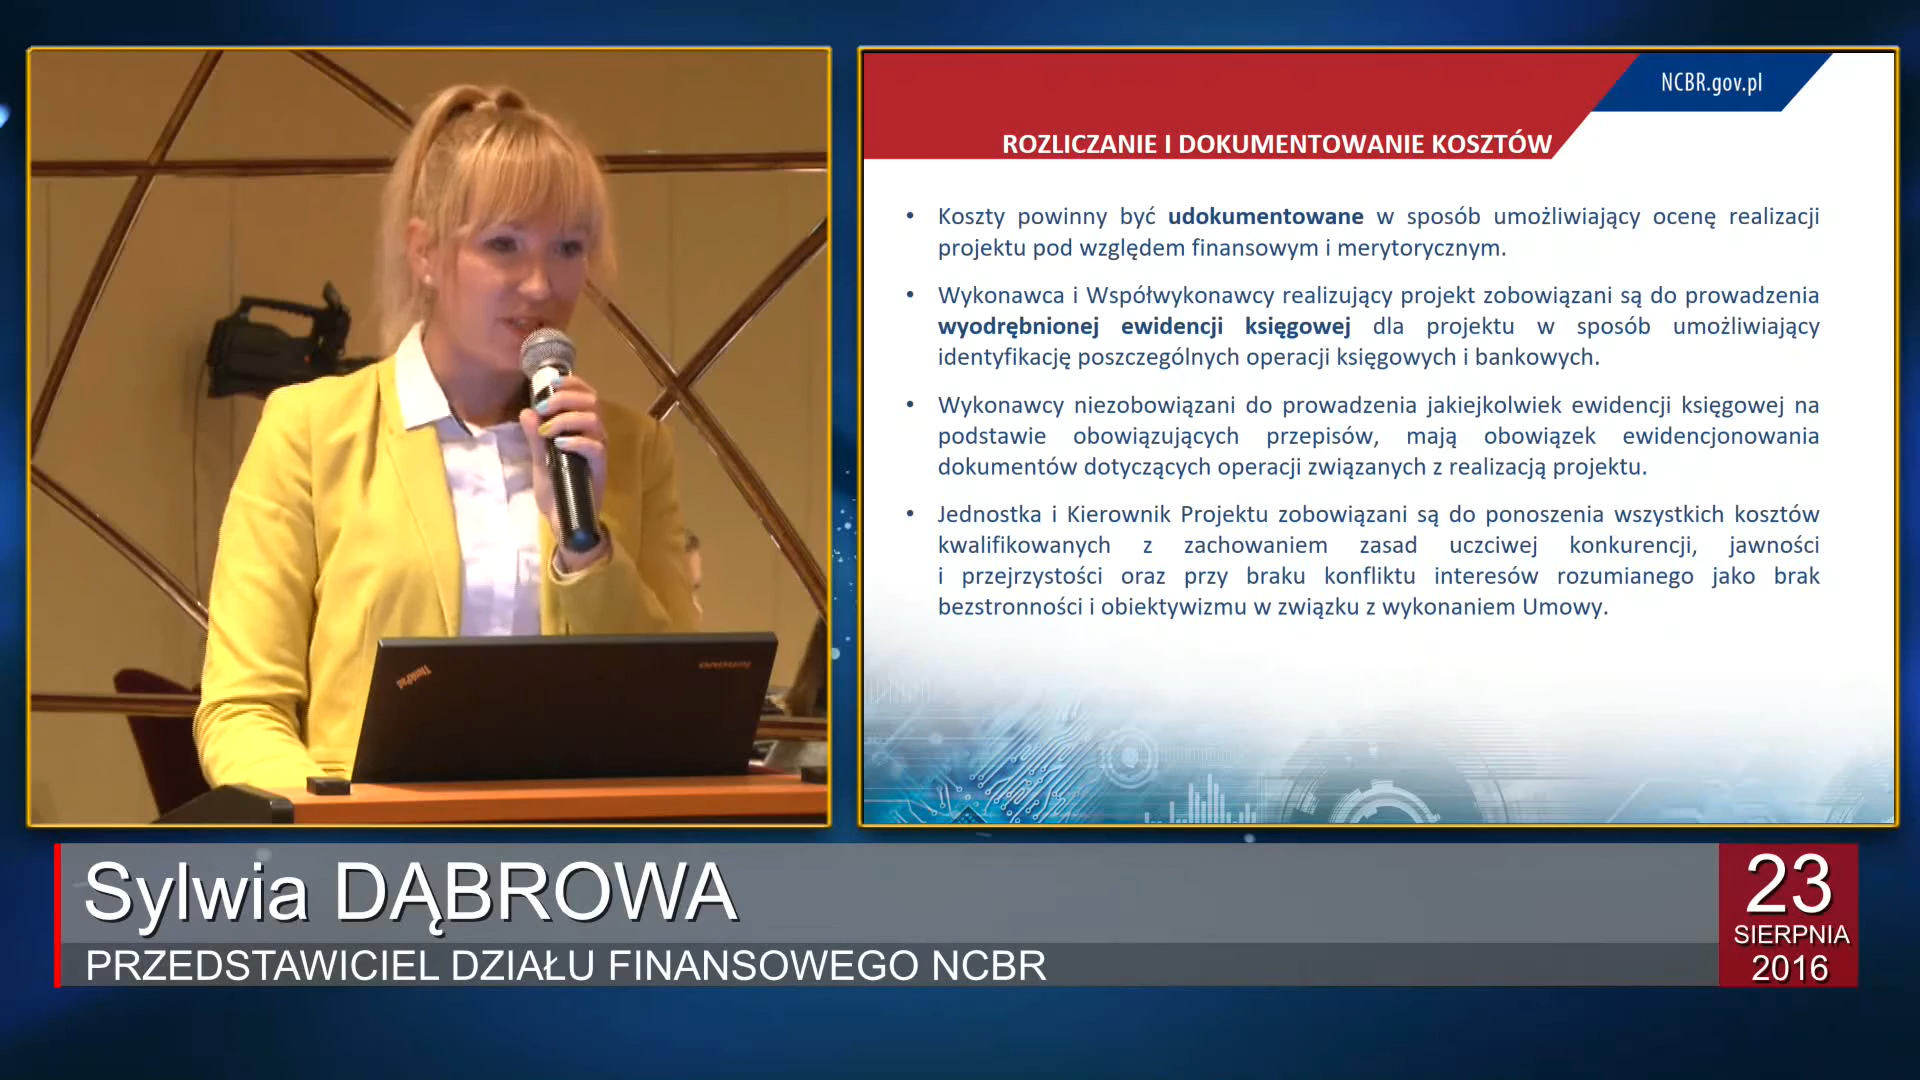 NCBR.gov.pl
ROZLICZANIE I DOKUMENTOWANIE KOSZTÓW
• Koszty powinny być udokumentowane w sposób umożliwiający ocenę realizacji
projektu pod względem finansowym i merytorycznym.
• Wykonawca i Współwykonawcy realizujący projekt zobowiązani są do prowadzenia
wyodrębnionej ewidencji księgowej dla projektu w sposób umożliwiający
identyfikację poszczególnych operacji księgowych i bankowych.
• Wykonawcy niezobowiązani do prowadzenia jakiejkolwiek ewidencji księgowej na
podstawie obowiązujących przepisów, mają obowiązek ewidencjonowania
dokumentów dotyczących operacji związanych z realizacją projektu.
• Jednostka i Kierownik Projektu zobowiązani są do ponoszenia wszystkich kosztów
kwalifikowanych z zachowaniem zasad uczciwej konkurencji, jawności
i przejrzystości oraz przy braku konfliktu interesów rozumianego jako brak
bezstronności i obiektywizmu w związku z wykonaniem Umowy.
ThinkPad
lenovo
Sylwia DĄBROWA
PRZEDSTAWICIEL DZIAŁU FINANSOWEGO NCBR
23
SIERPNIA
2016